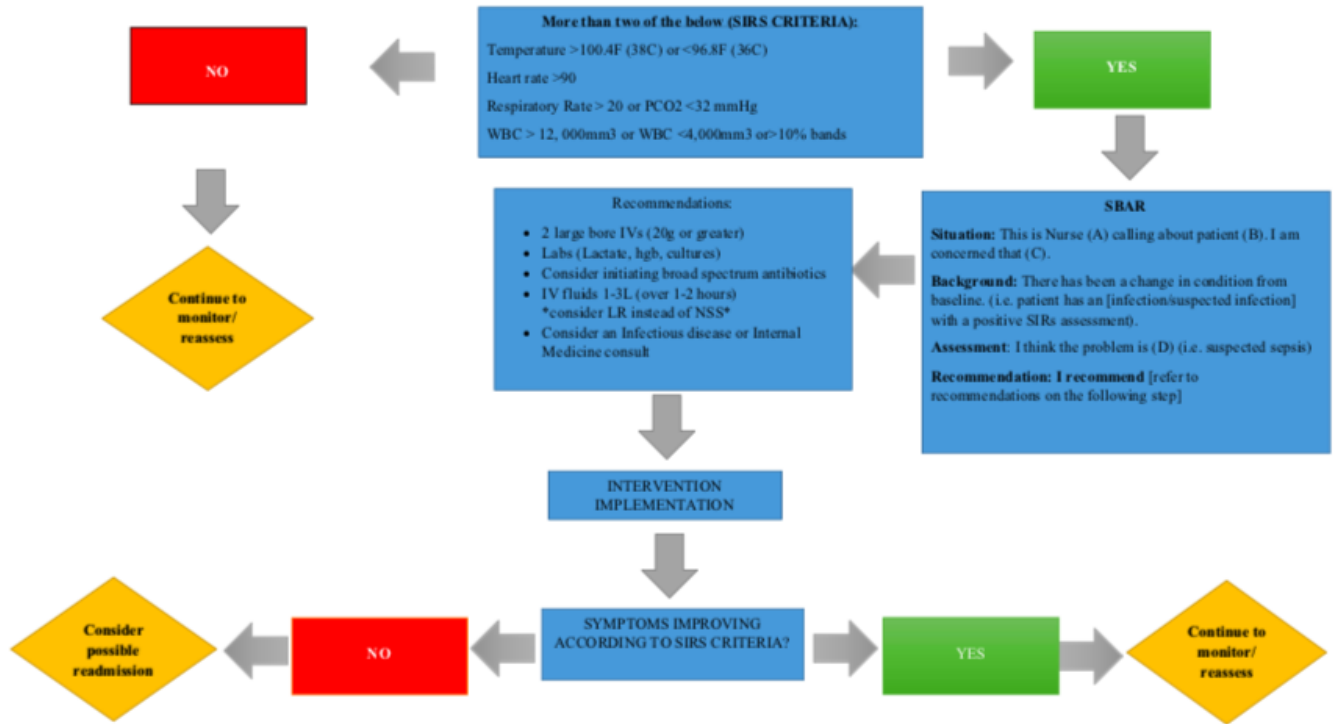 More than two of the below (SIRS CRITERIA):
Temperature >100.4F (38C) or <96.8F (36C)
Heart rate >90
Respiratory Rate > 20 or PCO2 <32 mmHg
WBC > 12, 000mm3 or WBC <4,000mm3 or>10% bands
NO
YES
Continue to
monitor/
reassess
SBAR
Situation: This is Nurse (A) calling about patient (B). I am
concerned that (C).
Background: There has been a change in condition from
baseline. (i.e. patient has an [infection/suspected infection]
with a positive SIRs assessment).
Assessment: I think the problem is (D) (i.e. suspected sepsis)
Recommendation: I recommend [refer to
recommendations on the following step]
Recommendations:
• 2 large bore IVs (20g or greater)
• Labs (Lactate, hgb, cultures)
• Consider initiating broad spectrum antibiotics
• IV fluids 1-3L (over 1-2 hours)
*consider LR instead of NSS*
• Consider an Infectious disease or Internal
Medicine consult
INTERVENTION
IMPLEMENTATION
SYMPTOMS IMPROVING
ACCORDING TO SIRS CRITERIA?
NO
Consider
possible
readmission
YES
Continue to
monitor/
reassess